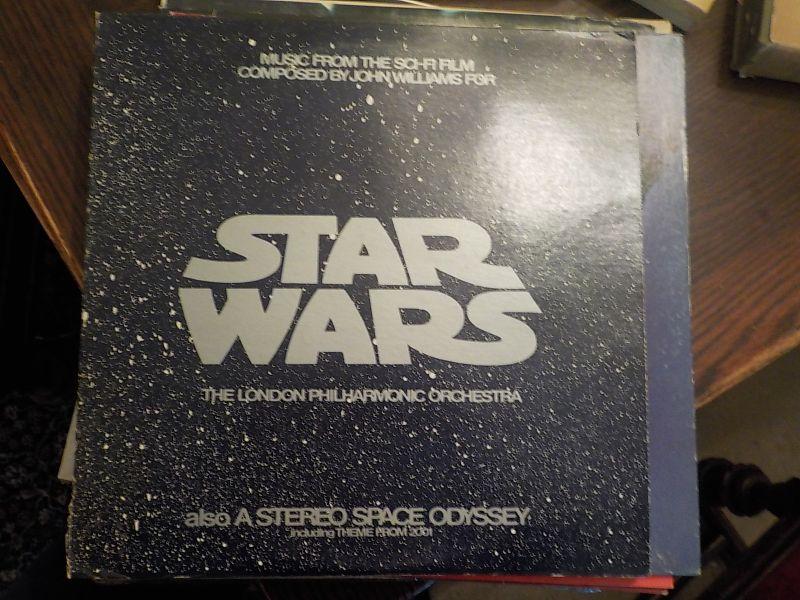 MUSIC FROM THE SCI-FI FILM
COMPOSED BY JOHN WILLIAMS FOR
STAR
WARS
THE LONDON PHILHARMONIC ORCHESTRA
also A STEREO SPACE ODYSSEY
including THEME FROM 2001